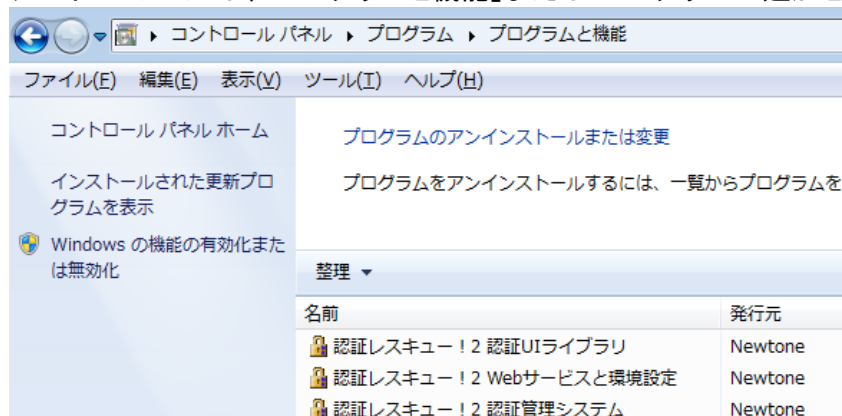 コントロール パネル ▸ プログラム ▸ プログラムと機能
ファイル(F) 編集(E) 表示(V) ツール(T) ヘルプ(H)
コントロール パネル ホーム
インストールされた更新プロ
グラムを表示
Windows の機能の有効化また
は無効化
プログラムのアンインストールまたは変更
プログラムをアンインストールするには、一覧からプログラムを
整理 ▼
名前 発行元
認証レスキュー！2 認証UIライブラリ Newtone
認証レスキュー！2 Webサービスと環境設定 Newtone
認証レスキュー！2 認証管理システム Newtone